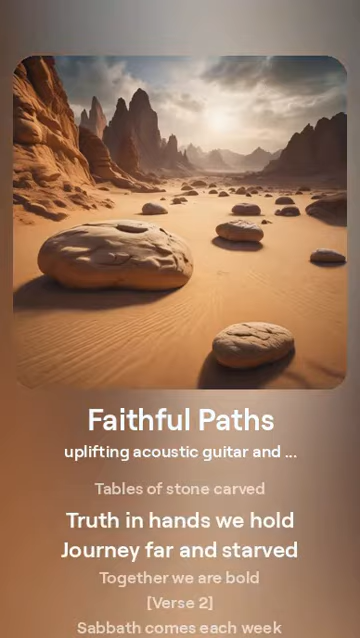 Faithful Paths
uplifting acoustic guitar and ...
Tables of stone carved
Truth in hands we hold
Journey far and starved
Together we are bold
[Verse 2]
Sabbath comes each week